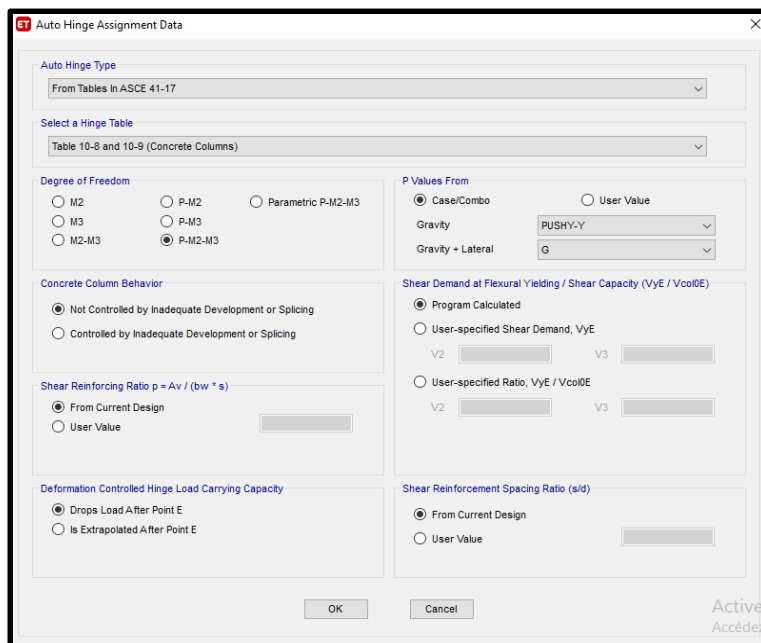 ET Auto Hinge Assignment Data
Auto Hinge Type
From Tables In ASCE 41-17
Select a Hinge Table
Table 10-8 and 10-9 (Concrete Columns)
Degree of Freedom
M2 P-M2 Parametric P-M2-M3
M3 P-M3
M2-M3 P-M2-M3
P Values From
Case/Combo User Value
Gravity PUSHY-Y
Gravity + Lateral G
Concrete Column Behavior
Not Controlled by Inadequate Development or Splicing
Controlled by Inadequate Development or Splicing
Shear Demand at Flexural Yielding / Shear Capacity (VyE / Vcol0E)
Program Calculated
User-specified Shear Demand, VyE
V2 V3
User-specified Ratio, VyE / Vcol0E
V2 V3
Shear Reinforcing Ratio p = Av / (bw * s)
From Current Design
User Value
Deformation Controlled Hinge Load Carrying Capacity
Drops Load After Point E
Is Extrapolated After Point E
Shear Reinforcement Spacing Ratio (s/d)
From Current Design
User Value
OK Cancel
Active
Accédez